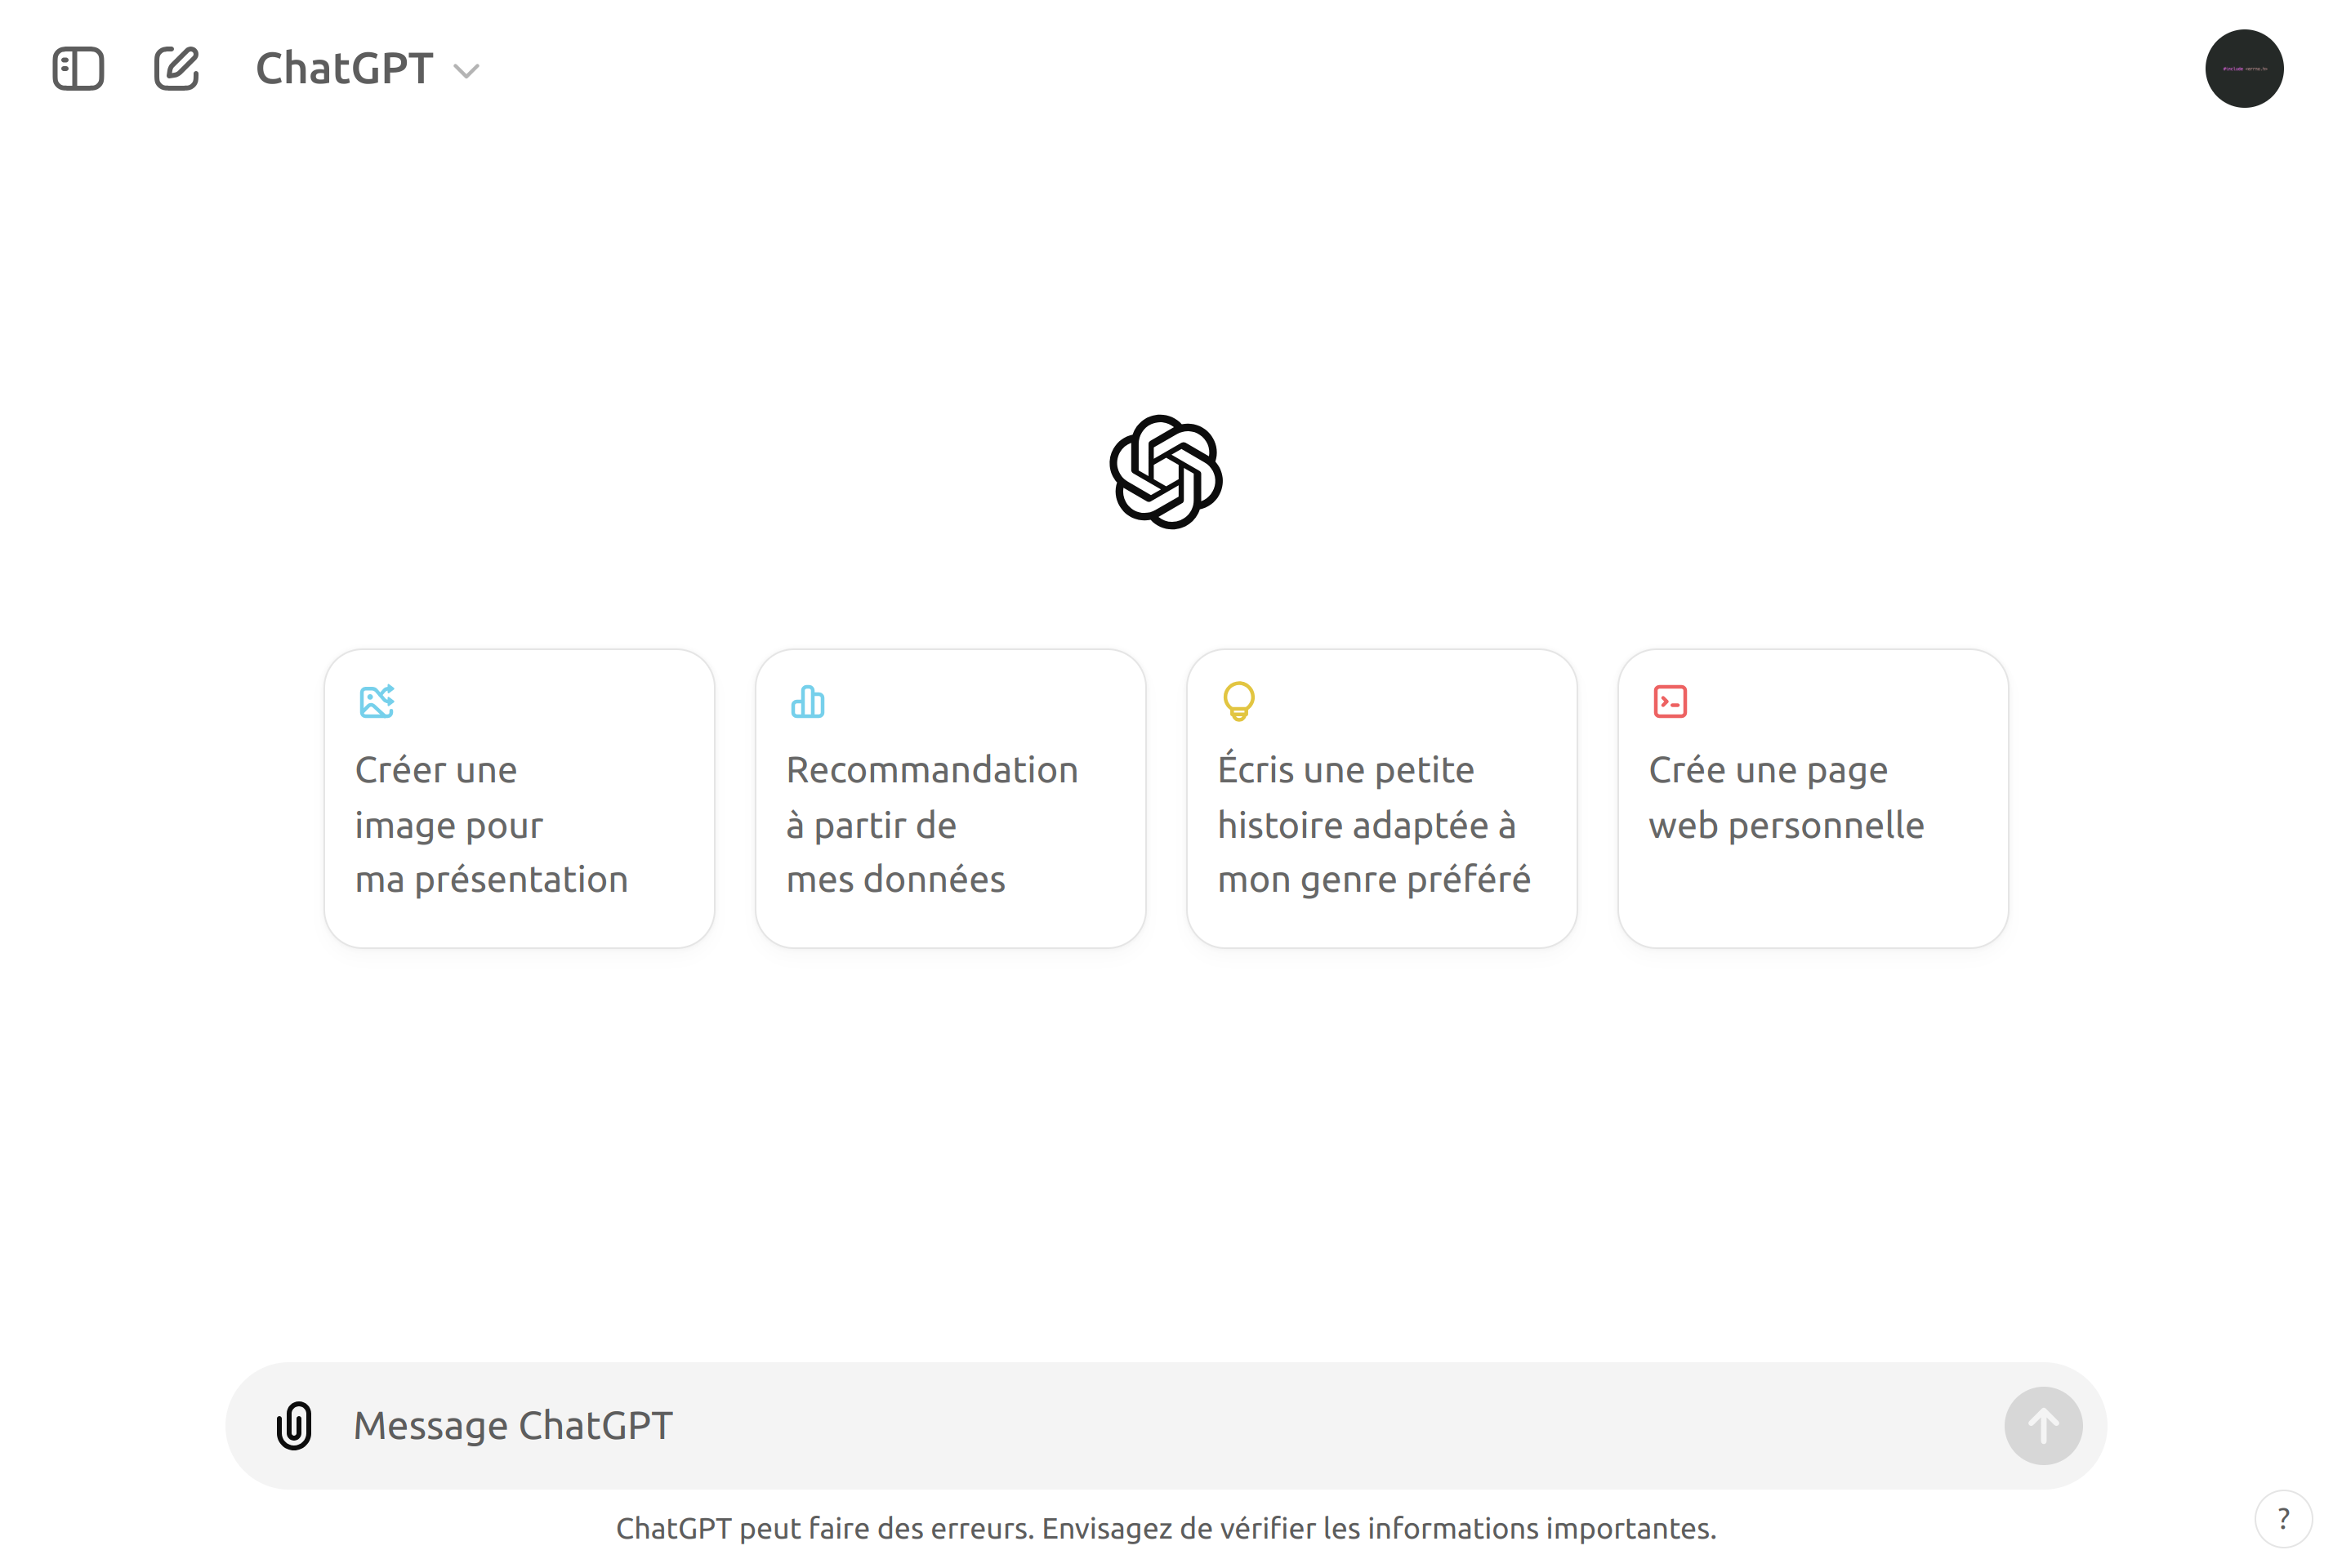 ChatGPT
#include <errno.h>
Créer une
image pour
ma présentation
Recommandation
à partir de
mes données
Écris une petite
histoire adaptée à
mon genre préféré
Crée une page
web personnelle
Message ChatGPT
ChatGPT peut faire des erreurs. Envisagez de vérifier les informations importantes.
?